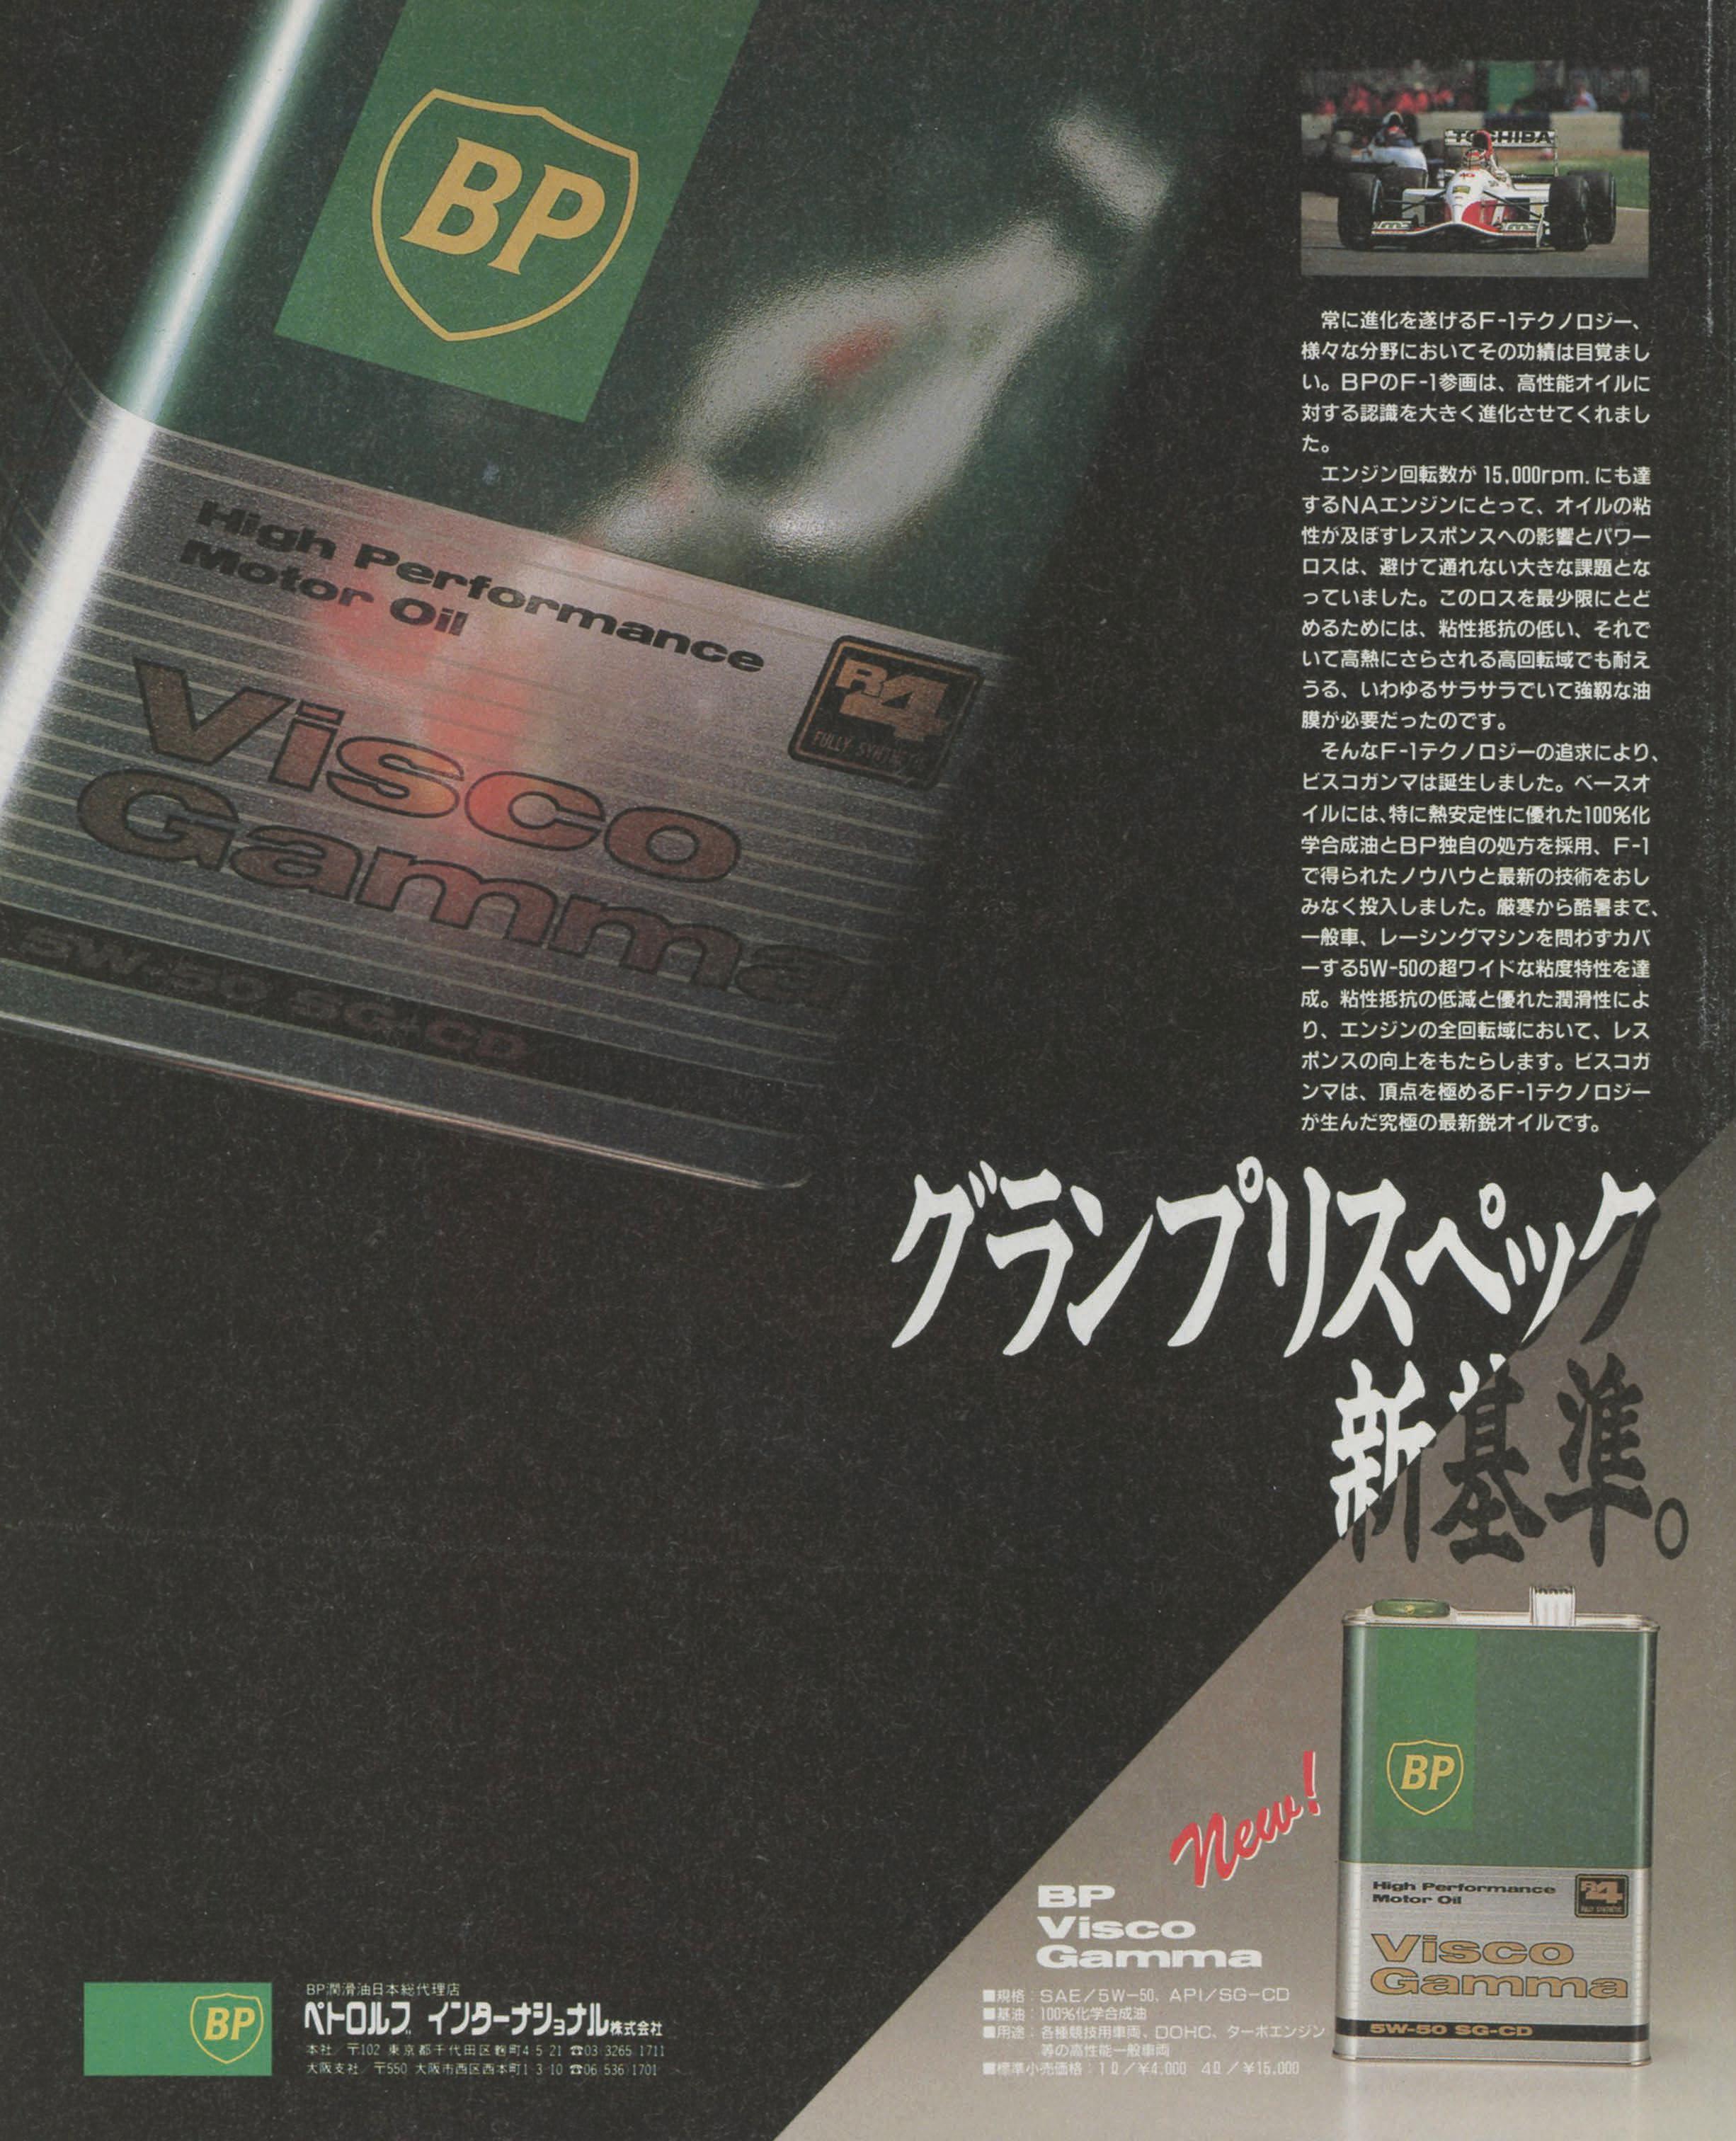 BP
High Performance
Motor Oil
R4
FULLY SYNTHETIC
Visco
Gamma
5W-50 SG-CD
TOSHIBA
常に進化を遂げるF-1テクノロジー、
様々な分野においてその功績は目覚まし
い。BPのF-1参画は、高性能オイルに
対する認識を大きく進化させてくれまし
た。
エンジン回転数が 15,000rpm. にも達
するNAエンジンにとって、オイルの粘
性が及ぼすレスポンスへの影響とパワー
ロスは、避けて通れない大きな課題とな
っていました。このロスを最少限にとど
めるためには、粘性抵抗の低い、それで
いて高熱にさらされる高回転域でも耐え
うる、いわゆるサラサラでいて強靱な油
膜が必要だったのです。
そんなF-1テクノロジーの追求により、
ビスコガンマは誕生しました。ベースオ
イルには、特に熱安定性に優れた100%化
学合成油とBP独自の処方を採用、F-1
で得られたノウハウと最新の技術をおし
みなく投入しました。厳寒から酷暑まで、
一般車、レーシングマシンを問わずカバ
ーする5W-50の超ワイドな粘度特性を達
成。粘性抵抗の低減と優れた潤滑性によ
り、エンジンの全回転域において、レス
ポンスの向上をもたらします。ビスコガ
ンマは、頂点を極めるF-1テクノロジー
が生んだ究極の最新鋭オイルです。
グランプリスペック
新基準。
New!
BP
Visco
Gamma
■規格：SAE/5W-50、API/SG-CD
■基油：100%化学合成油
■用途：各種競技用車両、DOHC、ターボエンジン
等の高性能一般車両
■標準小売価格：1ℓ/¥4,000 4ℓ/¥15,000
BP
High Performance
Motor Oil
R4
Visco
Gamma
5W-50 SG-CD
BP
BP潤滑油日本総代理店
ペトロルブ インターナショナル株式会社
本社/〒102 東京都千代田区麹町4-5-21 ☎03-3265-1711
大阪支社/〒550 大阪市西区西本町1-3-10 ☎06-536-1701